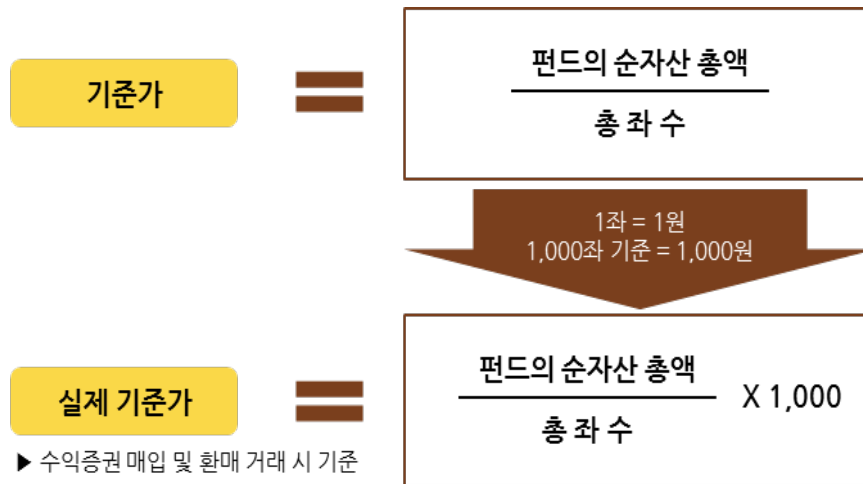 기준가
펀드의 순자산 총액
총 좌 수
1좌 = 1원
1,000좌 기준 = 1,000원
실제 기준가
펀드의 순자산 총액
총 좌 수
X 1,000
▶ 수익증권 매입 및 환매 거래 시 기준